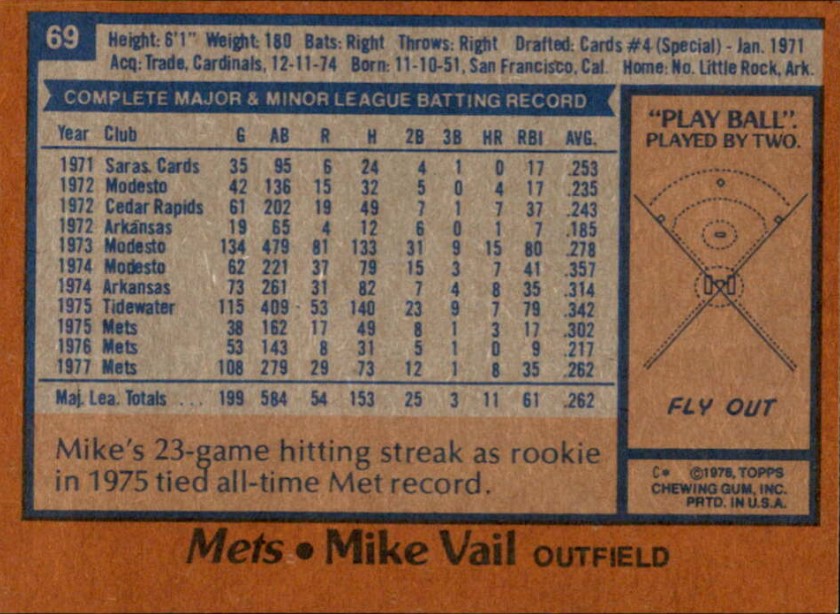 69
Height: 6'1" Weight: 180 Bats: Right Throws: Right Drafted: Cards #4 (Special) - Jan. 1971
Acq: Trade, Cardinals, 12-11-74 Born: 11-10-51, San Francisco, Cal. Home: No. Little Rock, Ark.
COMPLETE MAJOR & MINOR LEAGUE BATTING RECORD
Year Club G AB R H 2B 3B HR RBI AVG.
1971 Saras. Cards 35 95 6 24 4 1 0 17 .253
1972 Modesto 42 136 15 32 5 0 4 17 .235
1972 Cedar Rapids 61 202 19 49 7 1 7 37 .243
1972 Arkansas 19 65 4 12 6 0 1 7 .185
1973 Modesto 134 479 81 133 31 9 15 80 .278
1974 Modesto 62 221 37 79 15 3 7 41 .357
1974 Arkansas 73 261 31 82 7 4 8 35 .314
1975 Tidewater 115 409 53 140 23 9 7 79 .342
1975 Mets 38 162 17 49 8 1 3 17 .302
1976 Mets 53 143 8 31 5 1 0 9 .217
1977 Mets 108 279 29 73 12 1 8 35 .262
Maj. Lea. Totals ... 199 584 54 153 25 3 11 61 .262
Mike's 23-game hitting streak as rookie
in 1975 tied all-time Met record.
"PLAY BALL".
PLAYED BY TWO.
FLY OUT
C* ©1978, TOPPS
CHEWING GUM, INC.
PRTD. IN U.S.A.
Mets • Mike Vail OUTFIELD